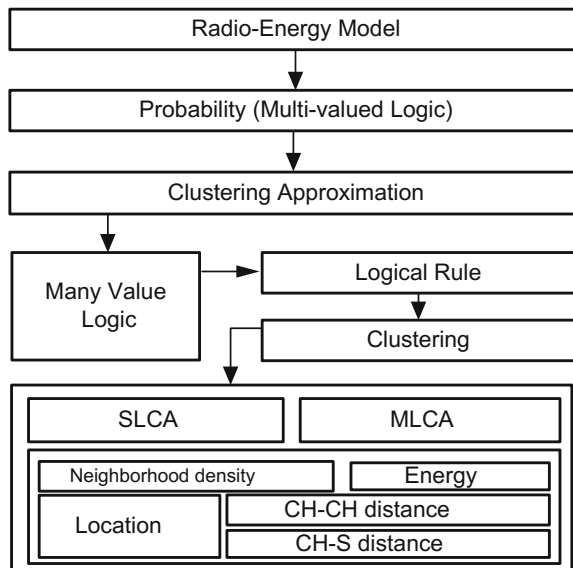 Radio-Energy Model
Probability (Multi-valued Logic)
Clustering Approximation
Many Value
Logic
Logical Rule
Clustering
SLCA
MLCA
Neighborhood density
Energy
Location
CH-CH distance
CH-S distance